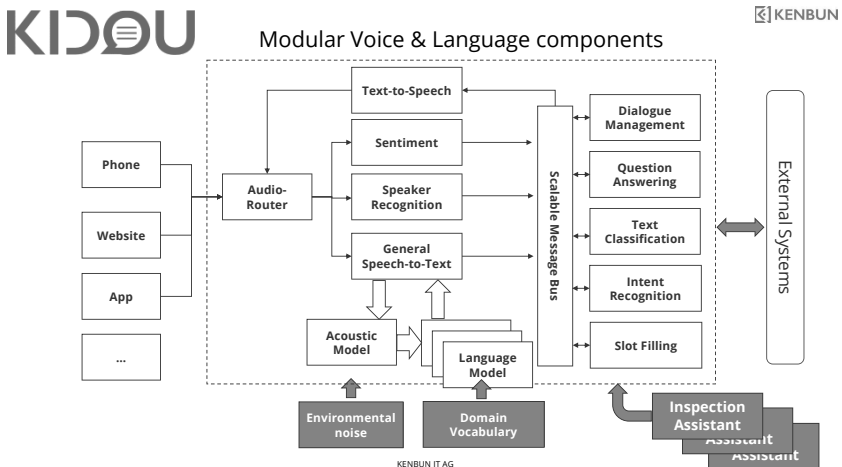 KIDOU
KENBUN
Modular Voice & Language components
Text-to-Speech
Sentiment
Speaker
Recognition
General
Speech-to-Text
Phone
Website
App
...
Audio-
Router
Acoustic
Model
Language
Model
Scalable Message Bus
Dialogue
Management
Question
Answering
Text
Classification
Intent
Recognition
Slot Filling
External Systems
Environmental
noise
Domain
Vocabulary
Inspection
Assistant
Assistant
Assistant
KENBUN IT AG